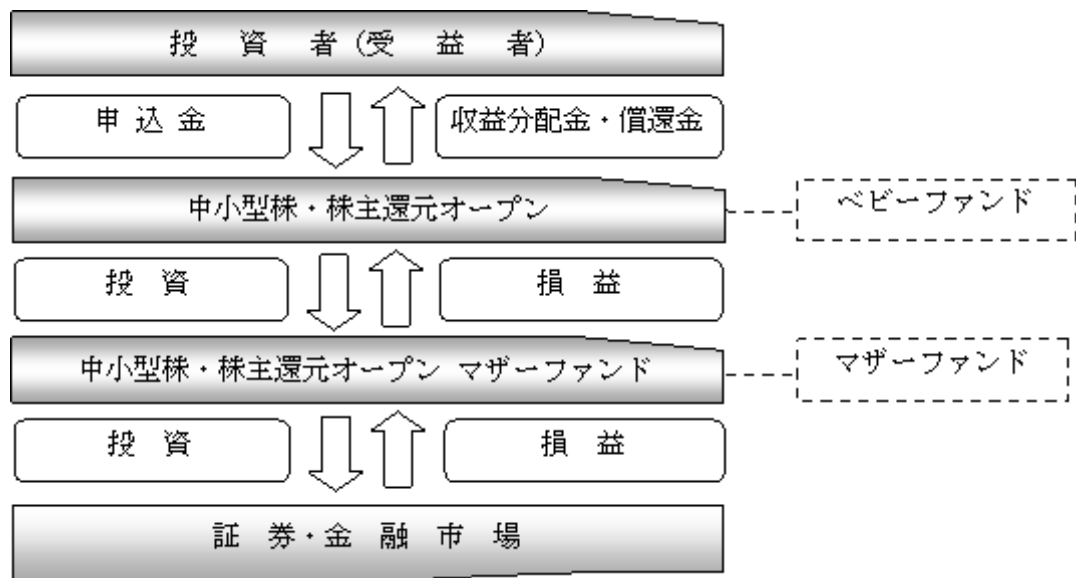 投資者(受益者)
申込金
収益分配金・償還金
中小型株・株主還元オープン
ベビーファンド
投資
損益
中小型株・株主還元オープン マザーファンド
マザーファンド
投資
損益
証券・金融市場